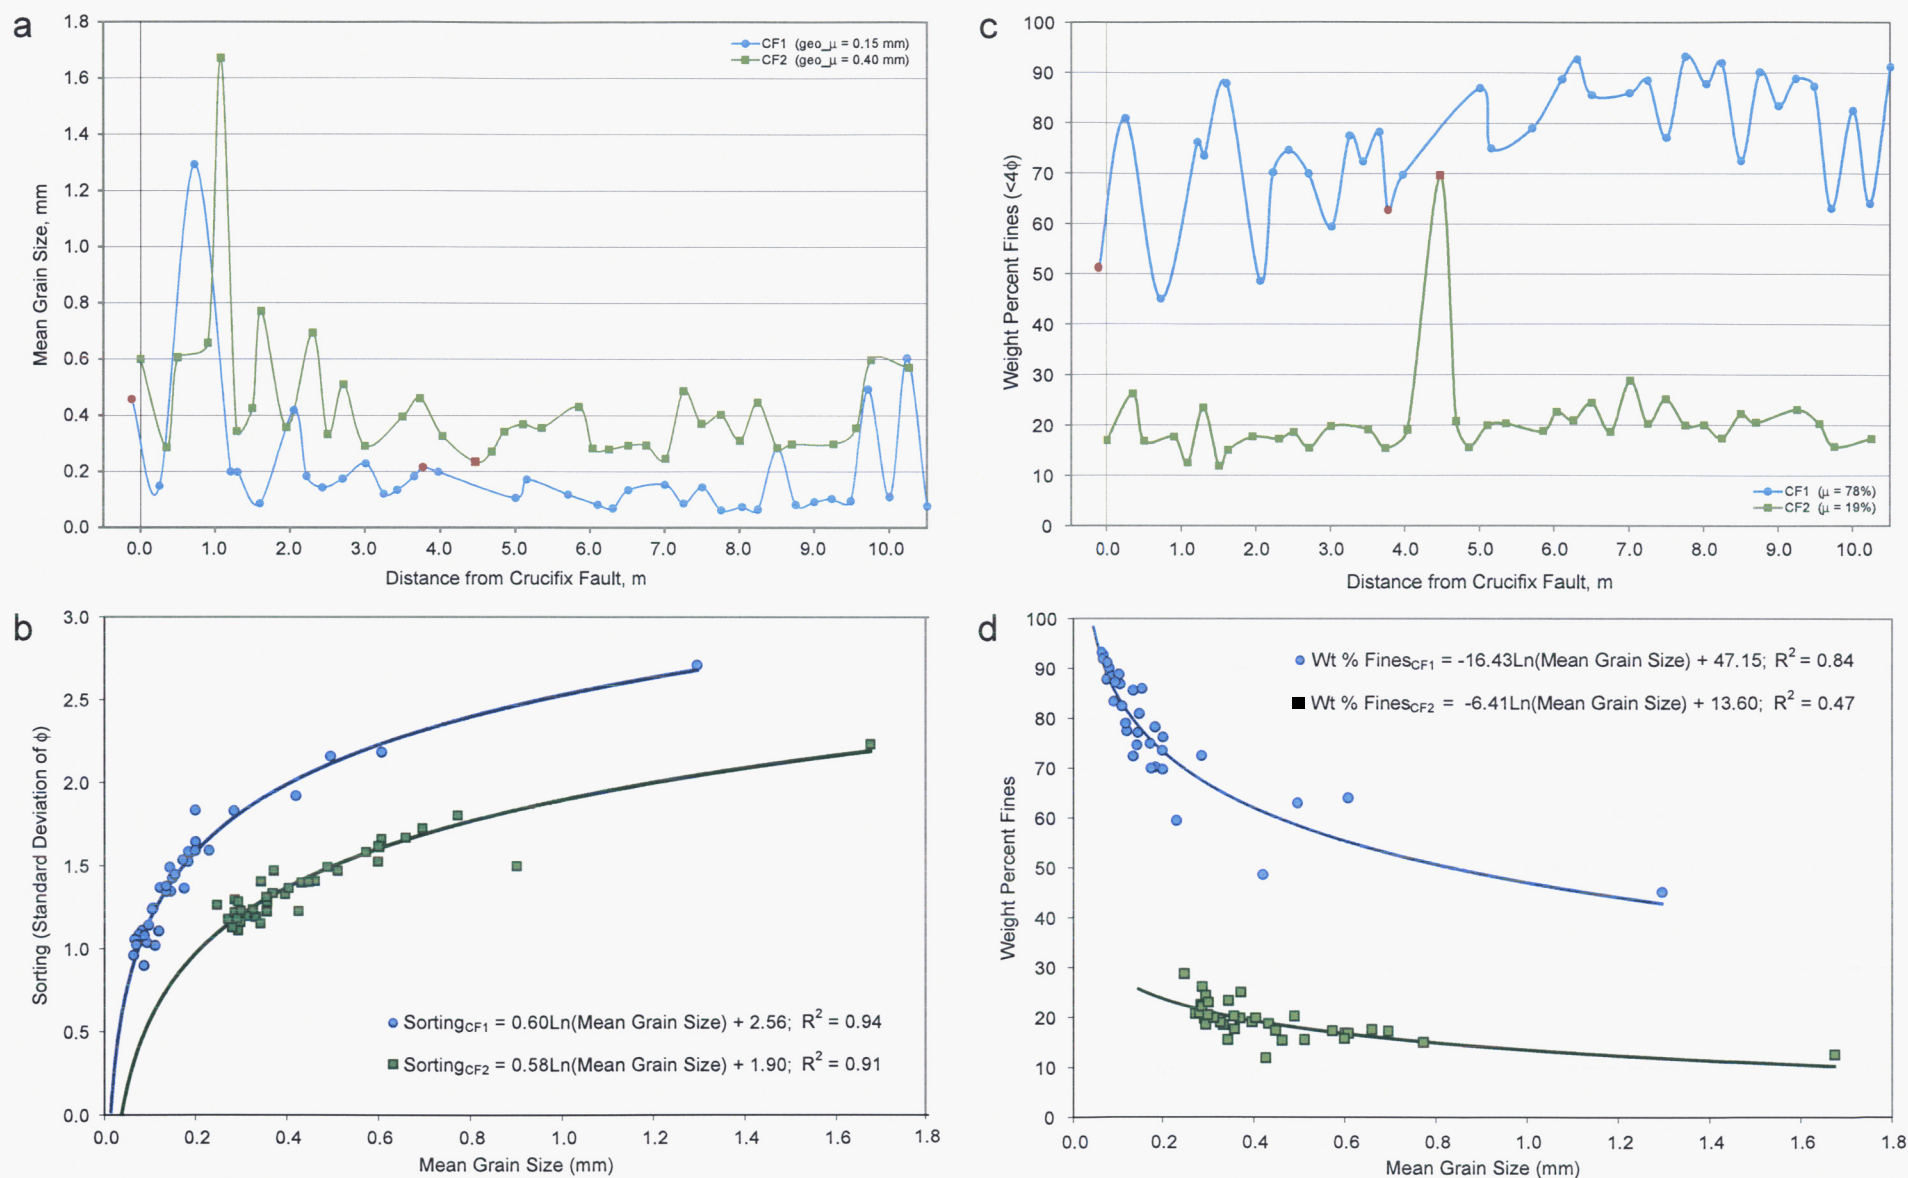 a
Mean Grain Size, mm
1.8
1.6
1.4
1.2
1.0
0.8
0.6
0.4
0.2
0.0
CF1 (geo_μ = 0.15 mm)
CF2 (geo_μ = 0.40 mm)
0.0 1.0 2.0 3.0 4.0 5.0 6.0 7.0 8.0 9.0 10.0
Distance from Crucifix Fault, m
c
Weight Percent Fines (<4ϕ)
100
90
80
70
60
50
40
30
20
10
0
CF1 (μ = 78%)
CF2 (μ = 19%)
0.0 1.0 2.0 3.0 4.0 5.0 6.0 7.0 8.0 9.0 10.0
Distance from Crucifix Fault, m
b
Sorting (Standard Deviation of ϕ)
3.0
2.5
2.0
1.5
1.0
0.5
0.0
Sorting_CF1 = 0.60Ln(Mean Grain Size) + 2.56; R² = 0.94
Sorting_CF2 = 0.58Ln(Mean Grain Size) + 1.90; R² = 0.91
0.0 0.2 0.4 0.6 0.8 1.0 1.2 1.4 1.6 1.8
Mean Grain Size (mm)
d
Weight Percent Fines
100
90
80
70
60
50
40
30
20
10
0
Wt % Fines_CF1 = -16.43Ln(Mean Grain Size) + 47.15; R² = 0.84
Wt % Fines_CF2 = -6.41Ln(Mean Grain Size) + 13.60; R² = 0.47
0.0 0.2 0.4 0.6 0.8 1.0 1.2 1.4 1.6 1.8
Mean Grain Size (mm)